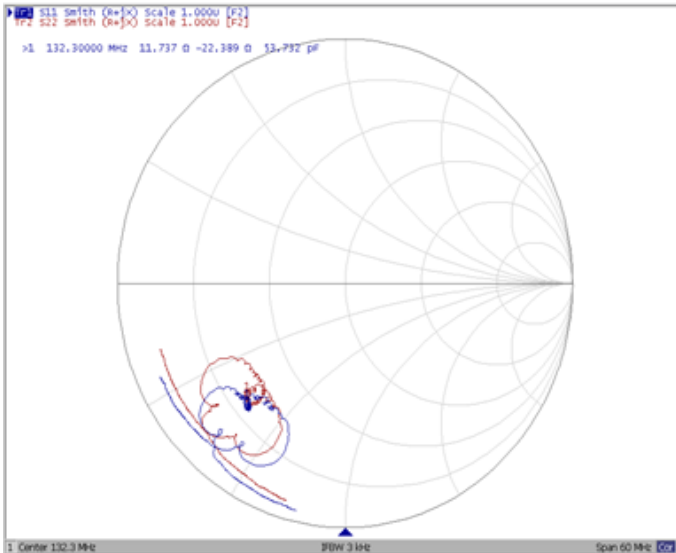 Tr1 S11 Smith (R+jX) Scale 1.000U [F2]
Tr2 S22 Smith (R+jX) Scale 1.000U [F2]
>1 132.30000 MHz 11.737 Ω -22.389 Ω 53.732 pF
1 Center 132.3 MHz IFBW 3 kHz Span 60 MHz Cor